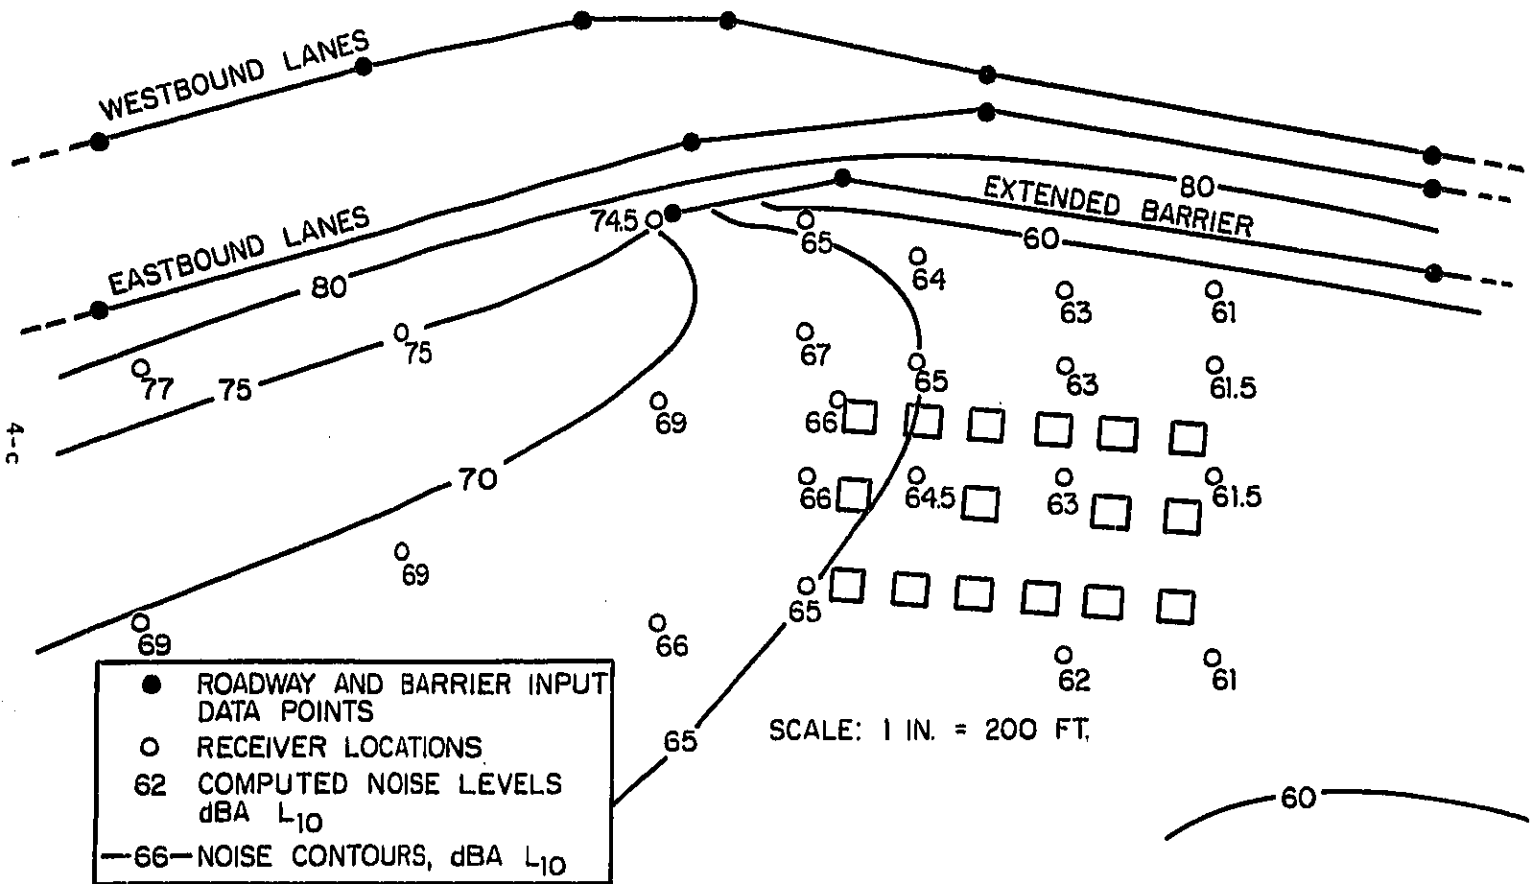 WESTBOUND LANES
EASTBOUND LANES
EXTENDED BARRIER
80
60
74.5
65
64
63
61
80
75
67
77
75
65
63
61.5
69
66
70
66
64.5
63
61.5
69
65
69
66
62
61
65
60
SCALE: 1 IN. = 200 FT.
ROADWAY AND BARRIER INPUT
DATA POINTS
RECEIVER LOCATIONS
62 COMPUTED NOISE LEVELS
dBA L10
66 NOISE CONTOURS, dBA L10
4-c